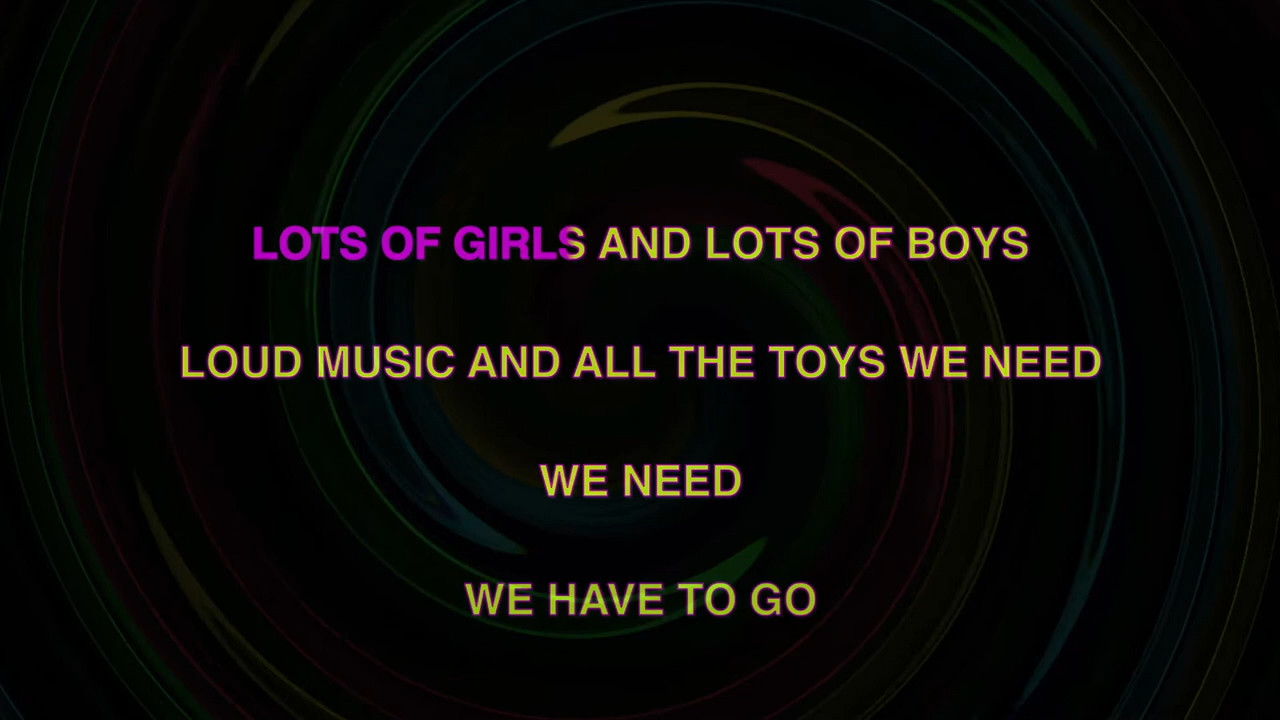 LOTS OF GIRLS AND LOTS OF BOYS
LOUD MUSIC AND ALL THE TOYS WE NEED
WE NEED
WE HAVE TO GO